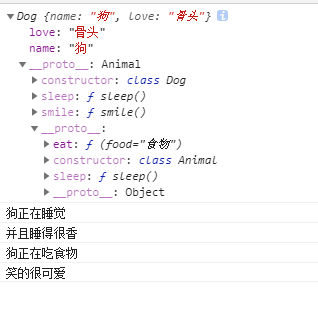 ▼Dog {name: "狗", love: "骨头"} i
love: "骨头"
name: "狗"
▼__proto__: Animal
▶constructor: class Dog
▶sleep: ƒ sleep()
▶smile: ƒ smile()
▼__proto__:
▶eat: ƒ (food="食物")
▶constructor: class Animal
▶sleep: ƒ sleep()
▶__proto__: Object
狗正在睡觉
并且睡得很香
狗正在吃食物
笑的很可爱